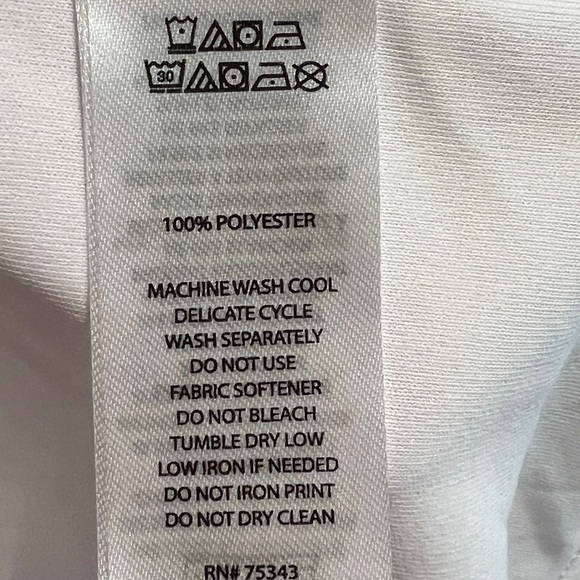 30
100% POLYESTER
MACHINE WASH COOL
DELICATE CYCLE
WASH SEPARATELY
DO NOT USE
FABRIC SOFTENER
DO NOT BLEACH
TUMBLE DRY LOW
LOW IRON IF NEEDED
DO NOT IRON PRINT
DO NOT DRY CLEAN
RN# 75343